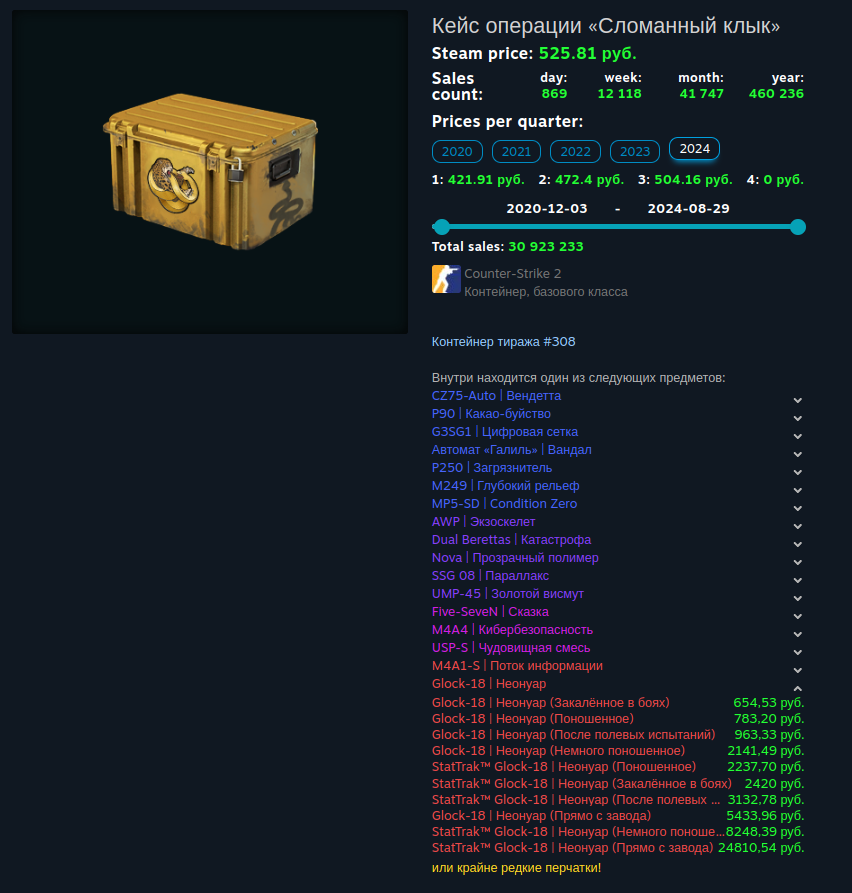 Кейс операции «Сломанный клык»
Steam price: 525.81 руб.
Sales count: day: 869 week: 12 118 month: 41 747 year: 460 236
Prices per quarter:
2020 2021 2022 2023 2024
1: 421.91 руб. 2: 472.4 руб. 3: 504.16 руб. 4: 0 руб.
2020-12-03 - 2024-08-29
Total sales: 30 923 233
Counter-Strike 2
Контейнер, базового класса
Контейнер тиража #308
Внутри находится один из следующих предметов:
CZ75-Auto | Вендетта
P90 | Какао-буйство
G3SG1 | Цифровая сетка
Автомат «Галиль» | Вандал
P250 | Загрязнитель
M249 | Глубокий рельеф
MP5-SD | Condition Zero
AWP | Экзоскелет
Dual Berettas | Катастрофа
Nova | Прозрачный полимер
SSG 08 | Параллакс
UMP-45 | Золотой висмут
Five-SeveN | Сказка
M4A4 | Кибербезопасность
USP-S | Чудовищная смесь
M4A1-S | Поток информации
Glock-18 | Неонуар
Glock-18 | Неонуар (Закалённое в боях) 654,53 руб.
Glock-18 | Неонуар (Поношенное) 783,20 руб.
Glock-18 | Неонуар (После полевых испытаний) 963,33 руб.
Glock-18 | Неонуар (Немного поношенное) 2141,49 руб.
StatTrak™ Glock-18 | Неонуар (Поношенное) 2237,70 руб.
StatTrak™ Glock-18 | Неонуар (Закалённое в боях) 2420 руб.
StatTrak™ Glock-18 | Неонуар (После полевых ... 3132,78 руб.
Glock-18 | Неонуар (Прямо с завода) 5433,96 руб.
StatTrak™ Glock-18 | Неонуар (Немного поноше... 8248,39 руб.
StatTrak™ Glock-18 | Неонуар (Прямо с завода) 24810,54 руб.
или крайне редкие перчатки!